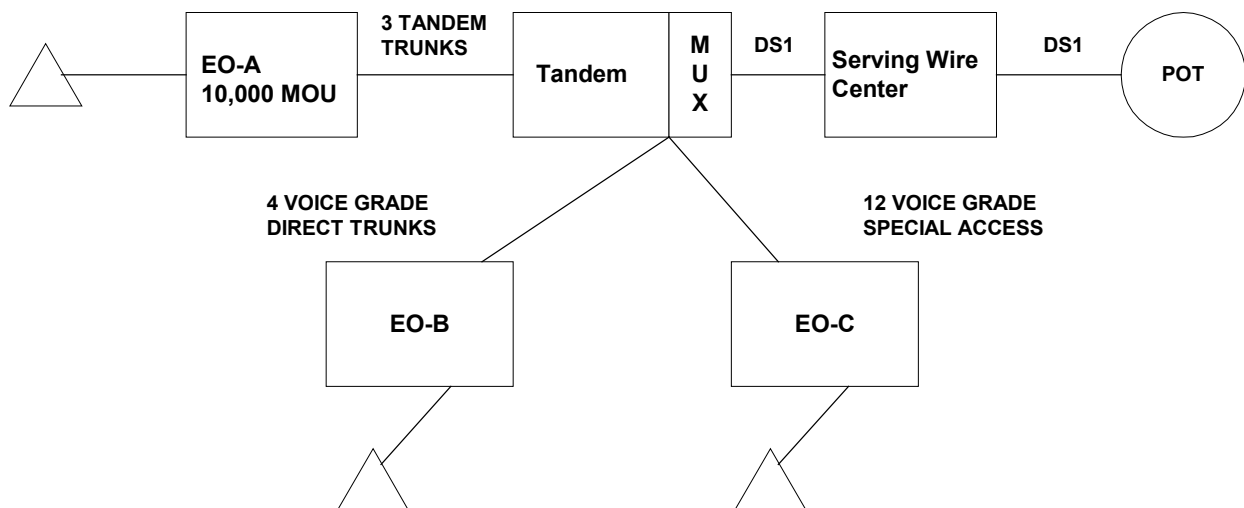 3 TANDEM
TRUNKS
EO-A
10,000 MOU
Tandem
M
U
X
DS1
Serving Wire
Center
DS1
POT
4 VOICE GRADE
DIRECT TRUNKS
12 VOICE GRADE
SPECIAL ACCESS
EO-B
EO-C